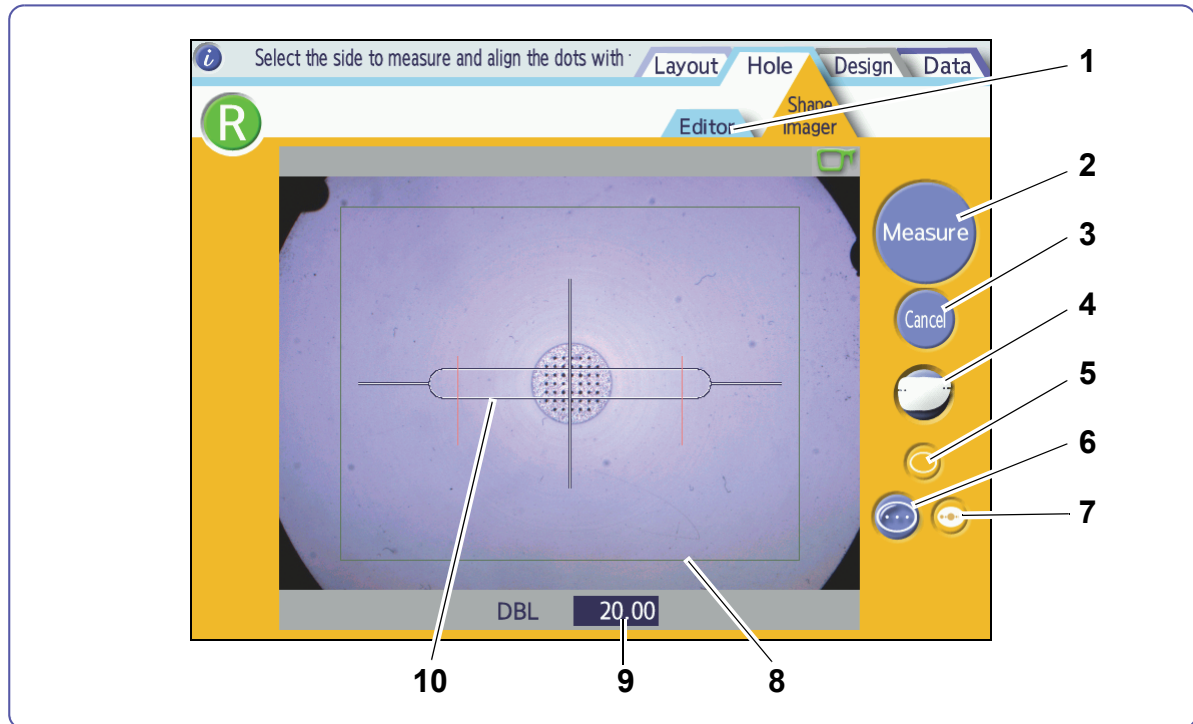 Select the side to measure and align the dots with
Layout Hole Design Data
1
R
Editor
Shape
Imager
2
Measure
3
Cancel
4
5
6
7
DBL 20.00
10 9 8